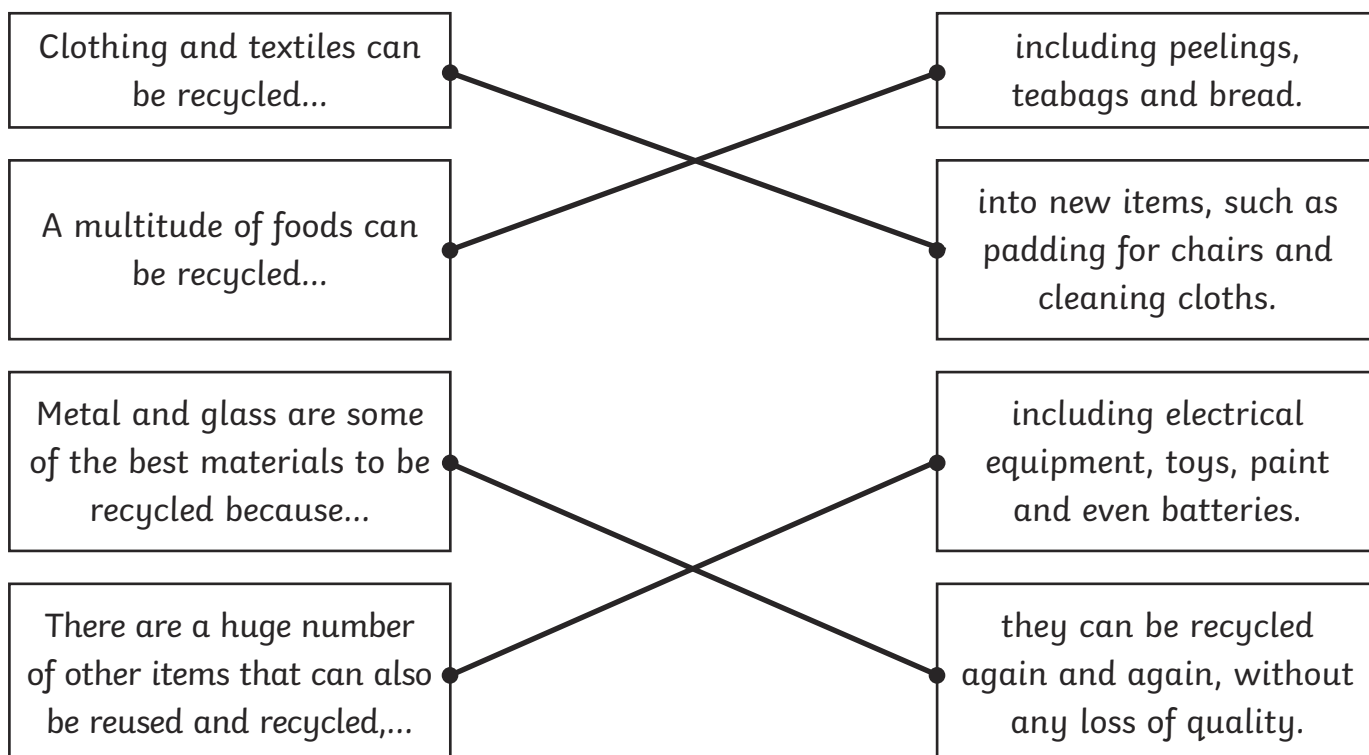 Clothing and textiles can
be recycled...
including peelings,
teabags and bread.
A multitude of foods can
be recycled...
into new items, such as
padding for chairs and
cleaning cloths.
Metal and glass are some
of the best materials to be
recycled because...
including electrical
equipment, toys, paint
and even batteries.
There are a huge number
of other items that can also
be reused and recycled,...
they can be recycled
again and again, without
any loss of quality.